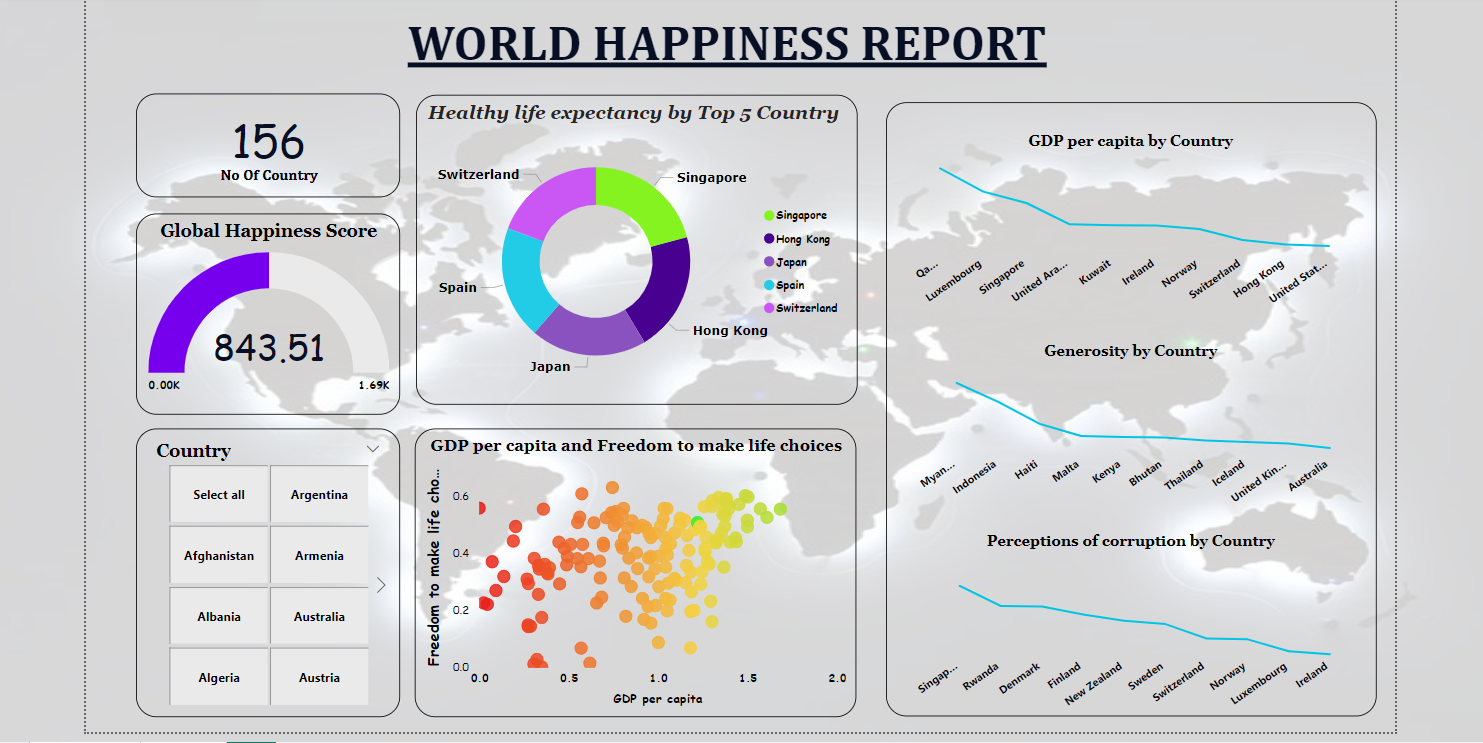 WORLD HAPPINESS REPORT
156
No Of Country
Global Happiness Score
843.51
0.00K
1.69K
Country
Select all
Argentina
Afghanistan
Armenia
Albania
Australia
Algeria
Austria
Healthy life expectancy by Top 5 Country
Switzerland
Singapore
Spain
Hong Kong
Japan
Singapore
Hong Kong
Japan
Spain
Switzerland
GDP per capita and Freedom to make life choices
Freedom to make life cho...
0.6
0.4
0.2
0.0
0.0
0.5
1.0
1.5
2.0
GDP per capita
GDP per capita by Country
Qa...
Luxembourg
Singapore
United Ara...
Kuwait
Ireland
Norway
Switzerland
Hong Kong
United Stat...
Generosity by Country
Myan...
Indonesia
Haiti
Malta
Kenya
Bhutan
Thailand
Iceland
United Kin...
Australia
Perceptions of corruption by Country
Singap...
Rwanda
Denmark
Finland
New Zealand
Sweden
Switzerland
Norway
Luxembourg
Ireland